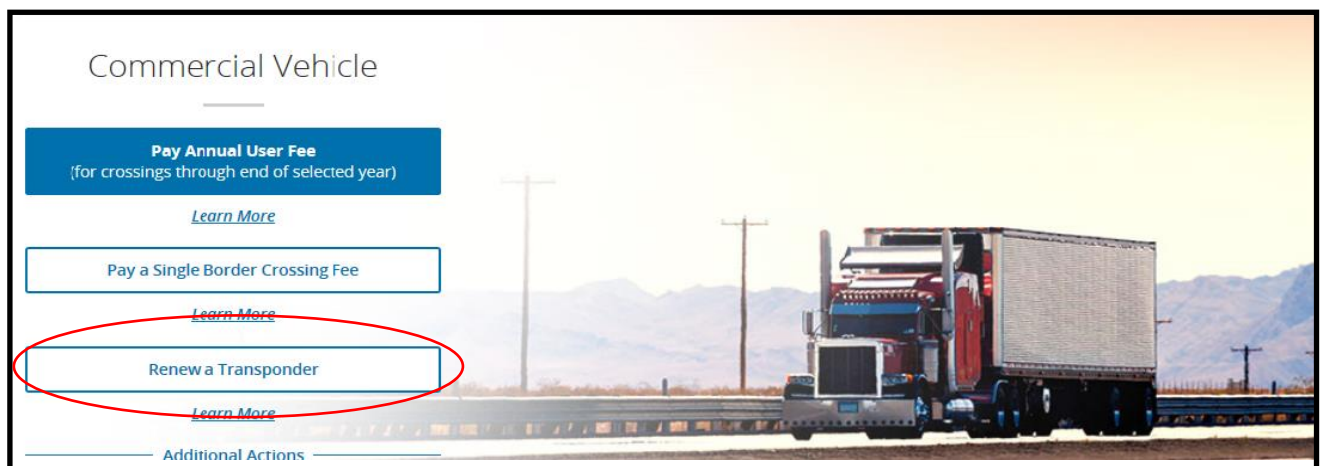 Commercial Vehicle
Pay Annual User Fee
(for crossings through end of selected year)
Learn More
Pay a Single Border Crossing Fee
Learn More
Renew a Transponder
Learn More
Additional Actions